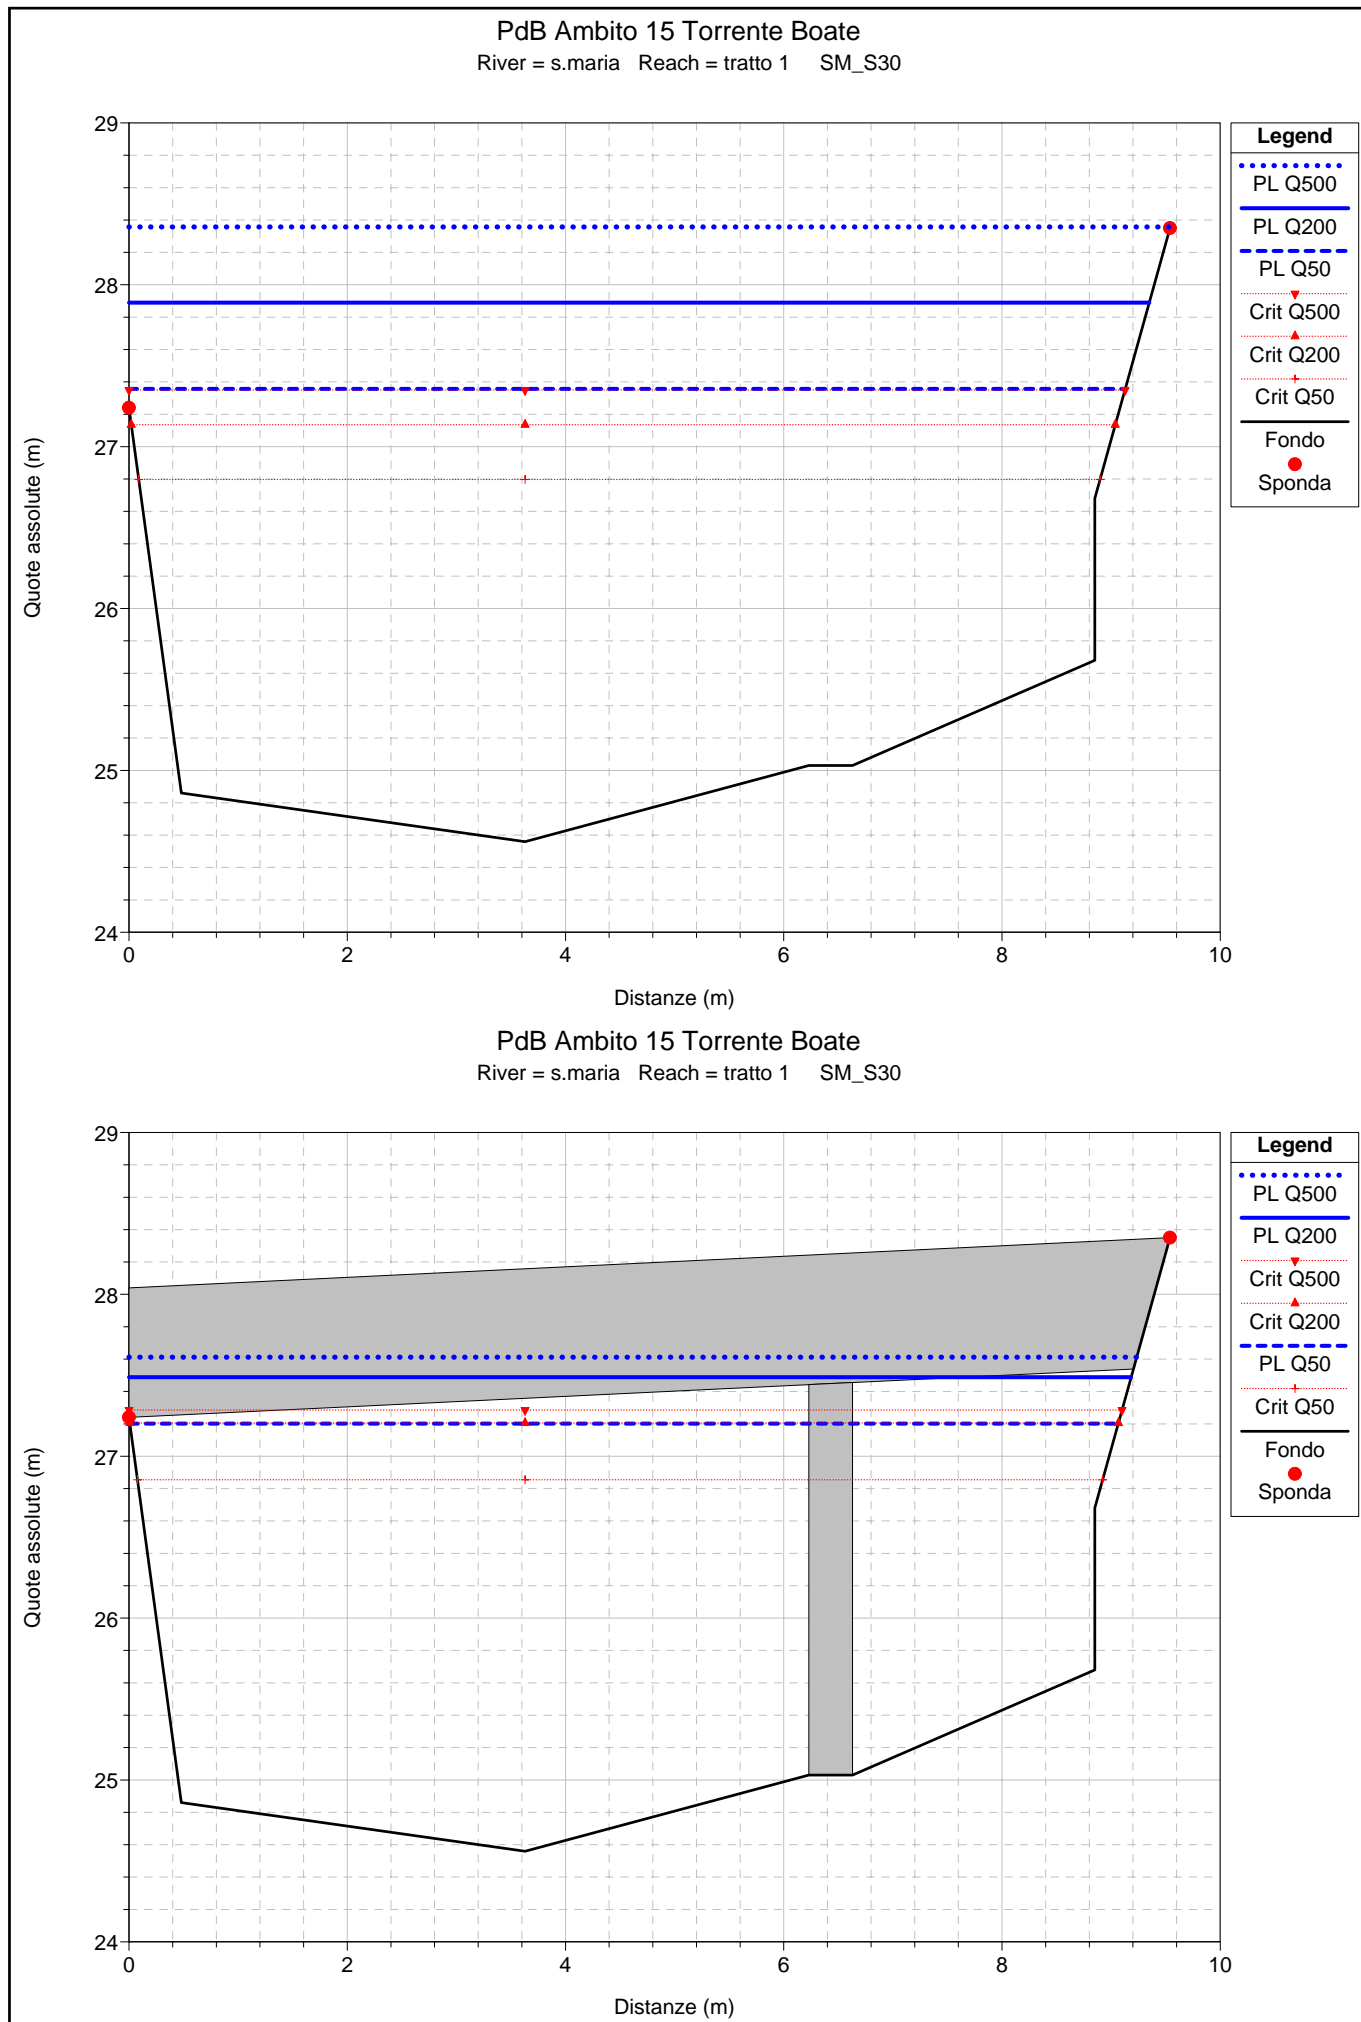 PdB Ambito 15 Torrente Boate
River = s.maria Reach = tratto 1 SM_S30
29
28
27
26
25
24
Quote assolute (m)
0 2 4 6 8 10
Distanze (m)
Legend
PL Q500
PL Q200
PL Q50
Crit Q500
Crit Q200
Crit Q50
Fondo
Sponda
PdB Ambito 15 Torrente Boate
River = s.maria Reach = tratto 1 SM_S30
29
28
27
26
25
24
Quote assolute (m)
0 2 4 6 8 10
Distanze (m)
Legend
PL Q500
PL Q200
Crit Q500
Crit Q200
PL Q50
Crit Q50
Fondo
Sponda